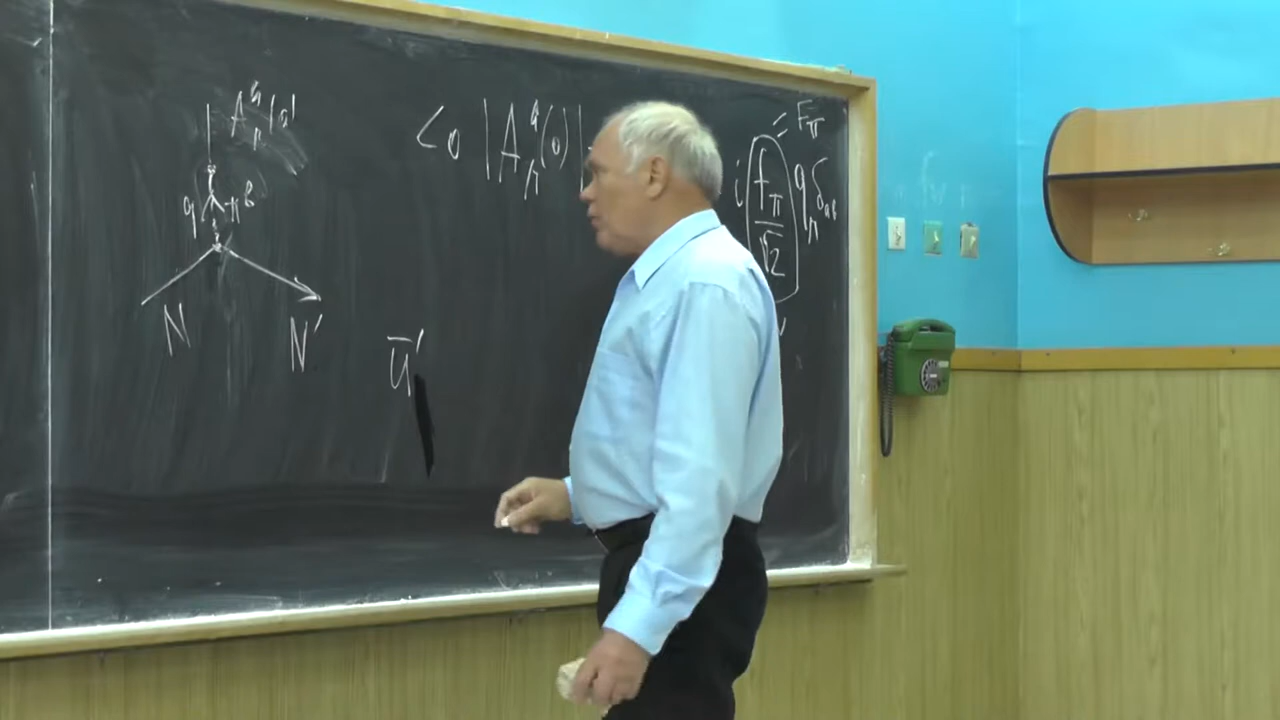 A^a_μ(0)
<0|A^a_μ(0)|
= F_π
i f_π/√2 q_μ δ_ab
q π^b
N
N'
ū'